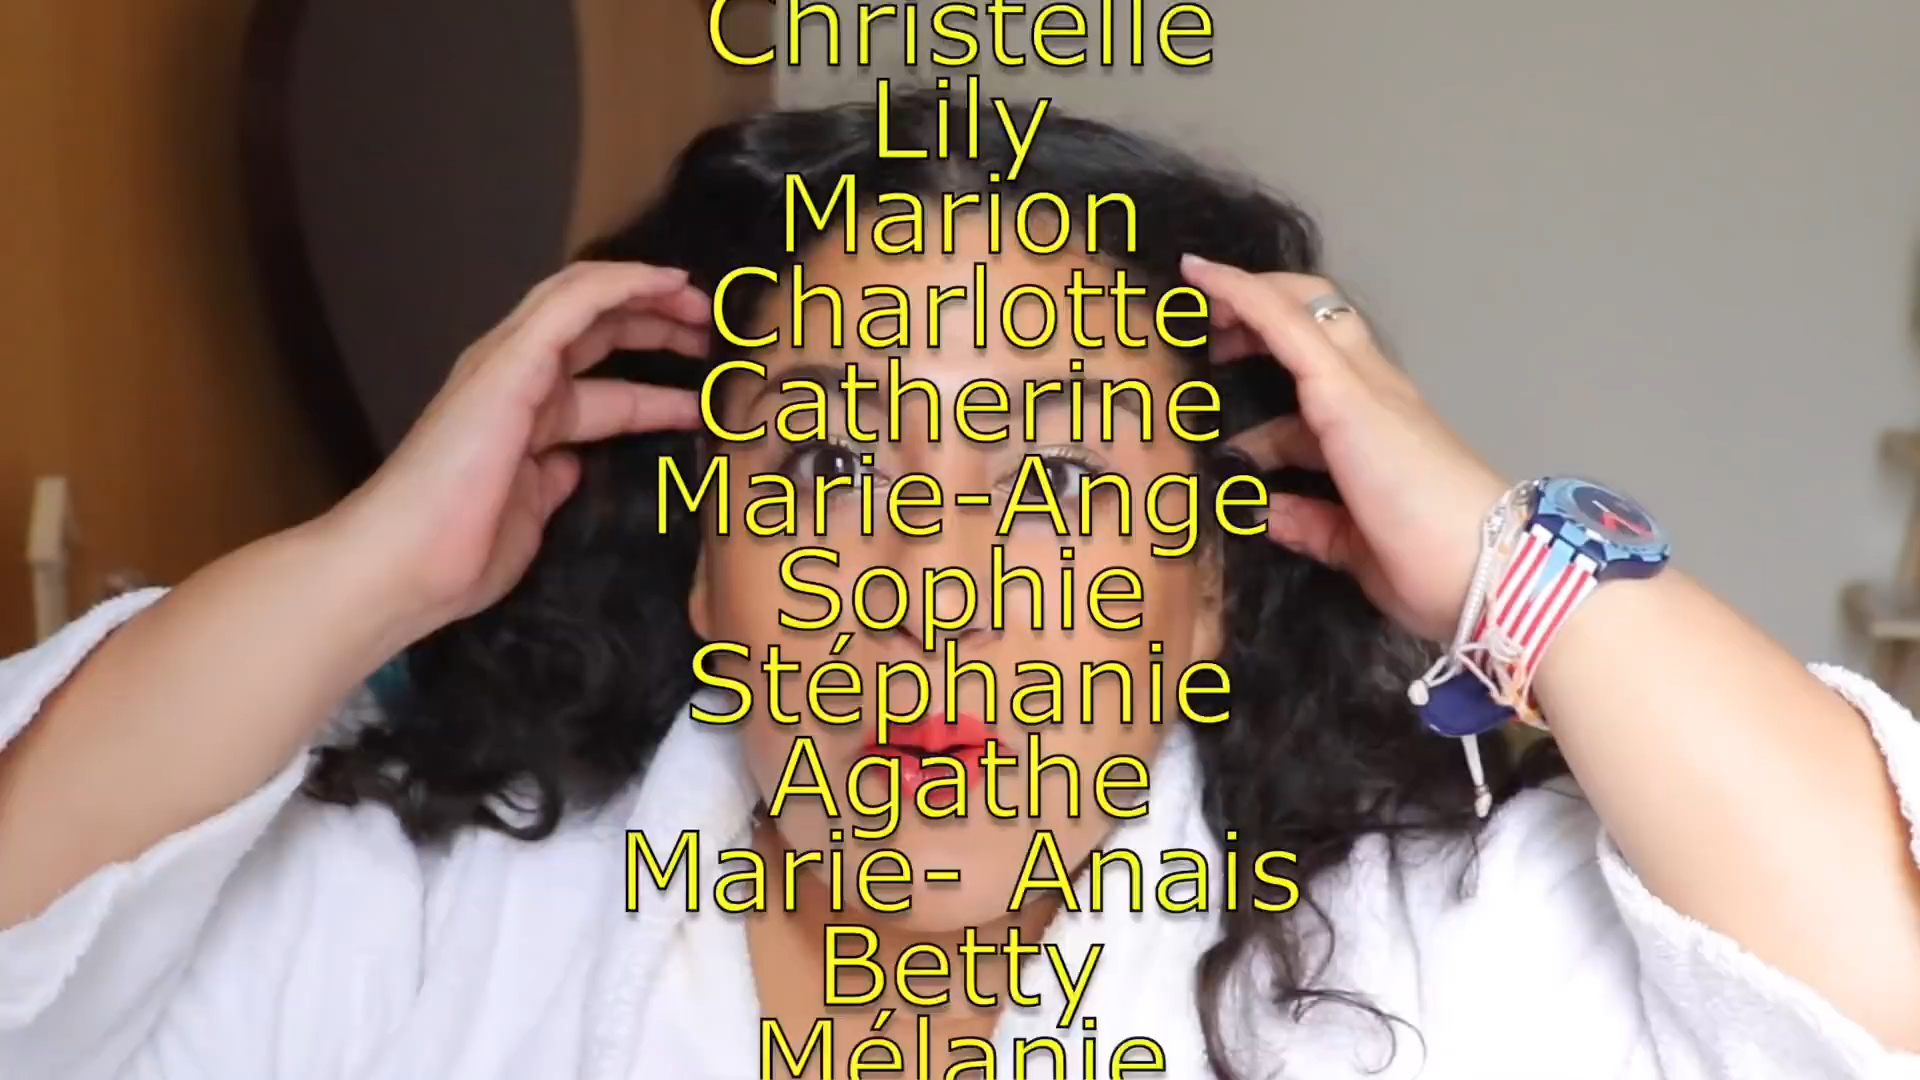 Christelle
Lily
Marion
Charlotte
Catherine
Marie-Ange
Sophie
Stéphanie
Agathe
Marie- Anais
Betty
Mélanie